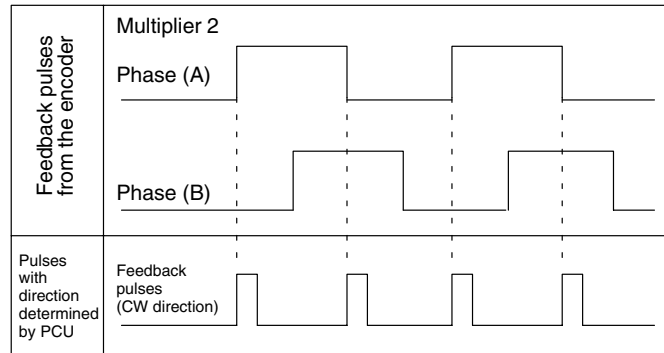 Feedback pulses
from the encoder
Multiplier 2
Phase (A)
Phase (B)
Pulses
with
direction
determined
by PCU
Feedback
pulses
(CW direction)